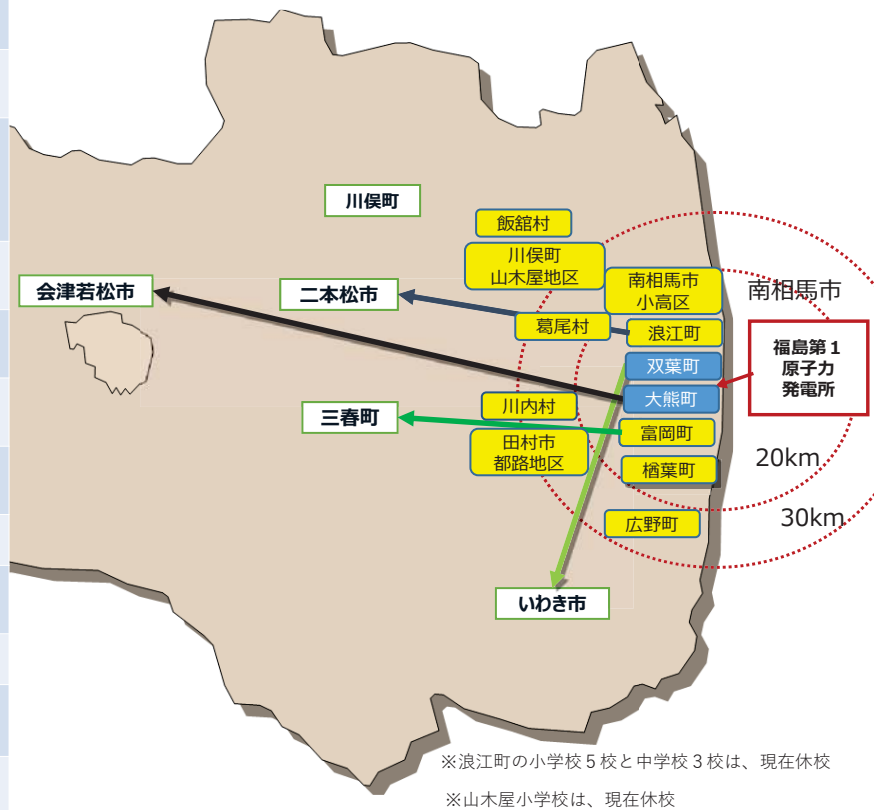 川俣町
飯舘村
川俣町
山木屋地区
南相馬市
小高区
南相馬市
会津若松市
二本松市
葛尾村
浪江町
双葉町
福島第１
原子力
発電所
大熊町
川内村
三春町
富岡町
田村市
都路地区
楢葉町
20km
30km
広野町
いわき市
※浪江町の小学校５校と中学校３校は、現在休校
※山木屋小学校は、現在休校